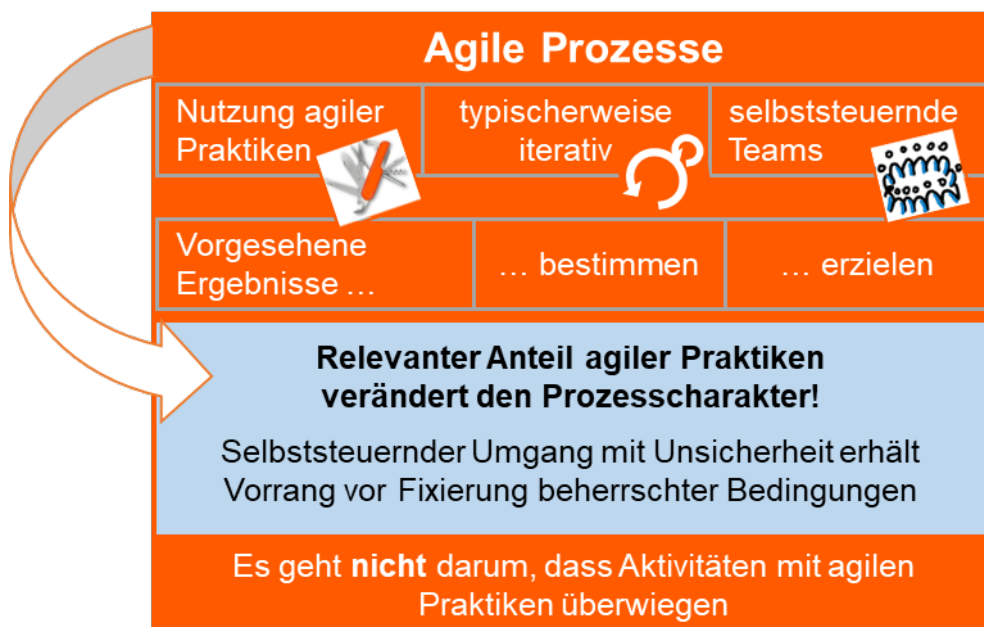 Agile Prozesse
Nutzung agiler
Praktiken
typischerweise
iterativ
selbststeuernde
Teams
Vorgesehene
Ergebnisse …
… bestimmen
… erzielen
Relevanter Anteil agiler Praktiken
verändert den Prozesscharakter!
Selbststeuernder Umgang mit Unsicherheit erhält
Vorrang vor Fixierung beherrschter Bedingungen
Es geht nicht darum, dass Aktivitäten mit agilen
Praktiken überwiegen